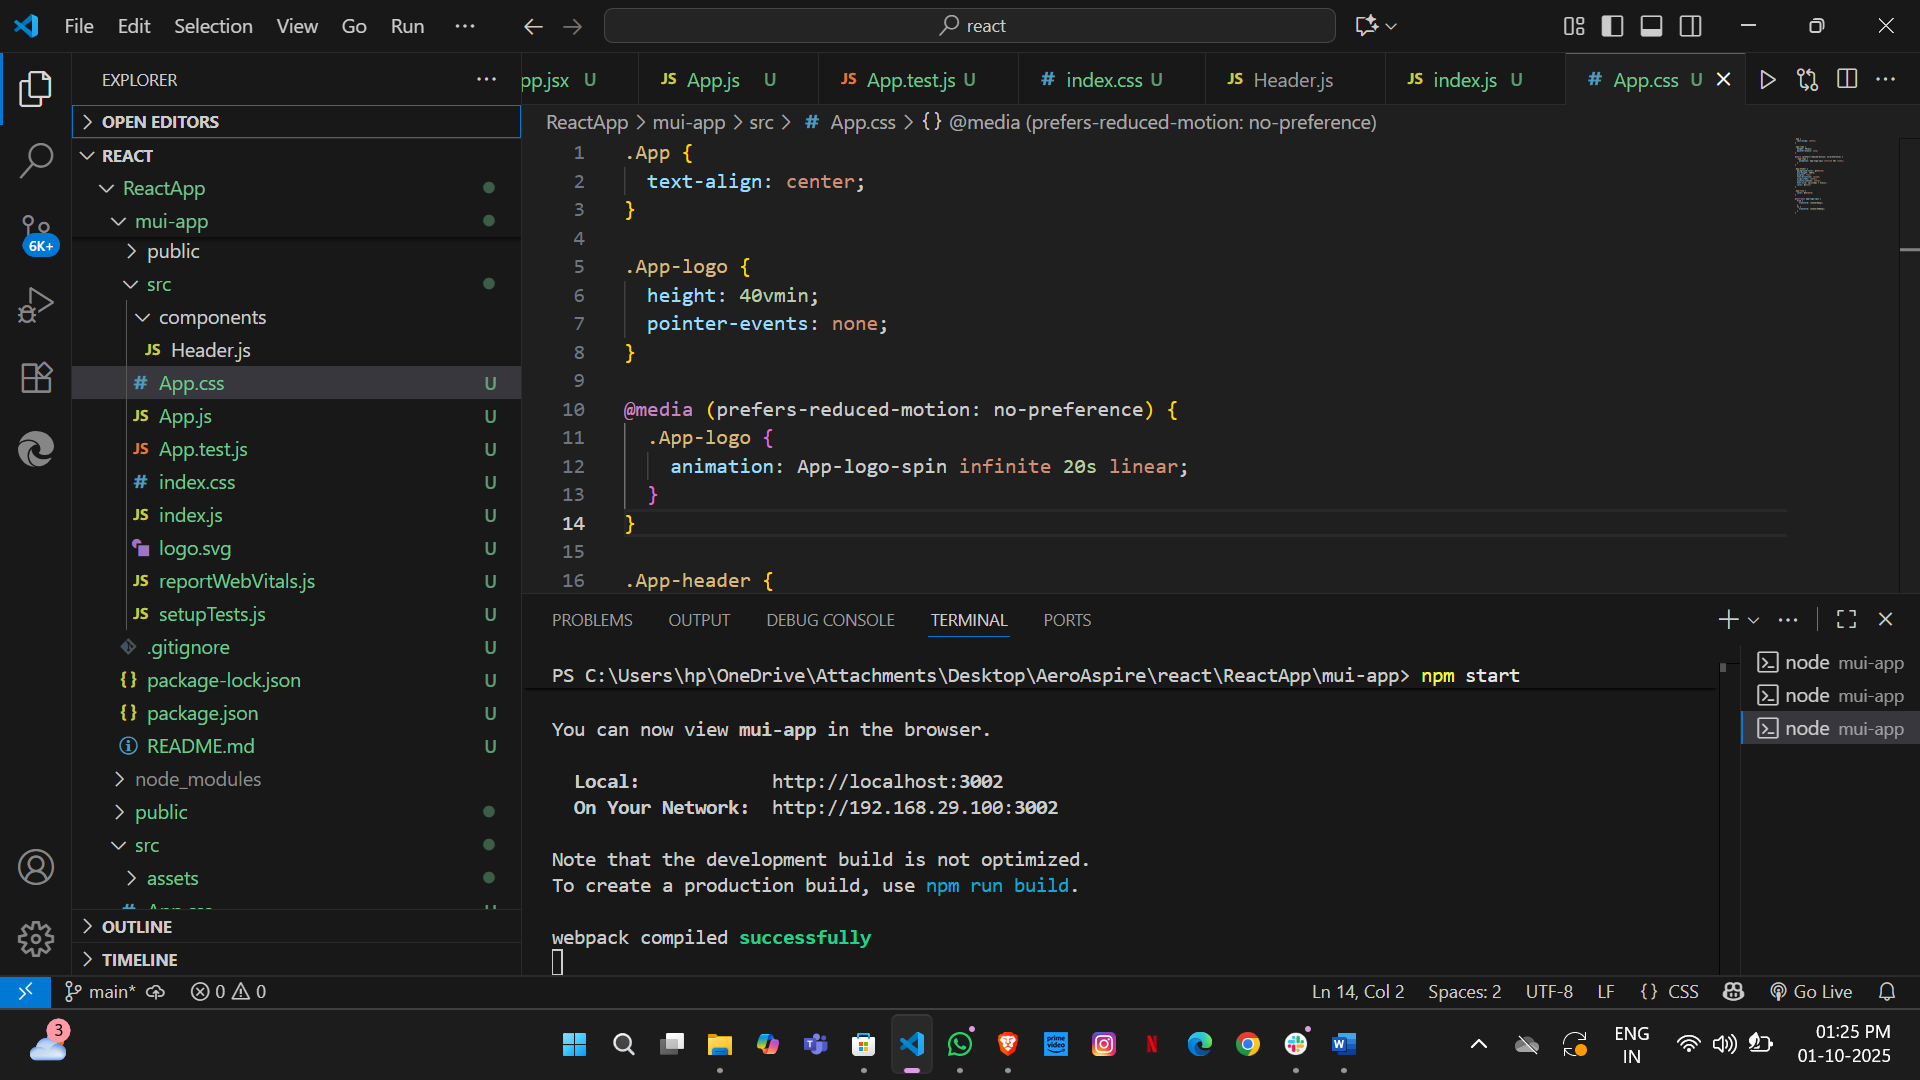 File Edit Selection View Go Run ···
react
EXPLORER
OPEN EDITORS
REACT
ReactApp
mui-app
public
src
components
JS Header.js
# App.css U
JS App.js U
JS App.test.js U
# index.css U
JS index.js U
logo.svg U
JS reportWebVitals.js U
JS setupTests.js U
.gitignore U
{} package-lock.json U
{} package.json U
README.md U
node_modules
public
src
assets
OUTLINE
TIMELINE
6K+
pp.jsx U JS App.js U JS App.test.js U # index.css U JS Header.js JS index.js U # App.css U
ReactApp > mui-app > src > # App.css > {} @media (prefers-reduced-motion: no-preference)
1 .App {
2 text-align: center;
3 }
4
5 .App-logo {
6 height: 40vmin;
7 pointer-events: none;
8 }
9
10 @media (prefers-reduced-motion: no-preference) {
11 .App-logo {
12 animation: App-logo-spin infinite 20s linear;
13 }
14 }
15
16 .App-header {
PROBLEMS OUTPUT DEBUG CONSOLE TERMINAL PORTS
PS C:\Users\hp\OneDrive\Attachments\Desktop\AeroAspire\react\ReactApp\mui-app> npm start
You can now view mui-app in the browser.
Local: http://localhost:3002
On Your Network: http://192.168.29.100:3002
Note that the development build is not optimized.
To create a production build, use npm run build.
webpack compiled successfully
node mui-app
node mui-app
node mui-app
main* 0 0 Ln 14, Col 2 Spaces: 2 UTF-8 LF {} CSS Go Live
3
prime video
N
W
ENG
IN
01:25 PM
01-10-2025